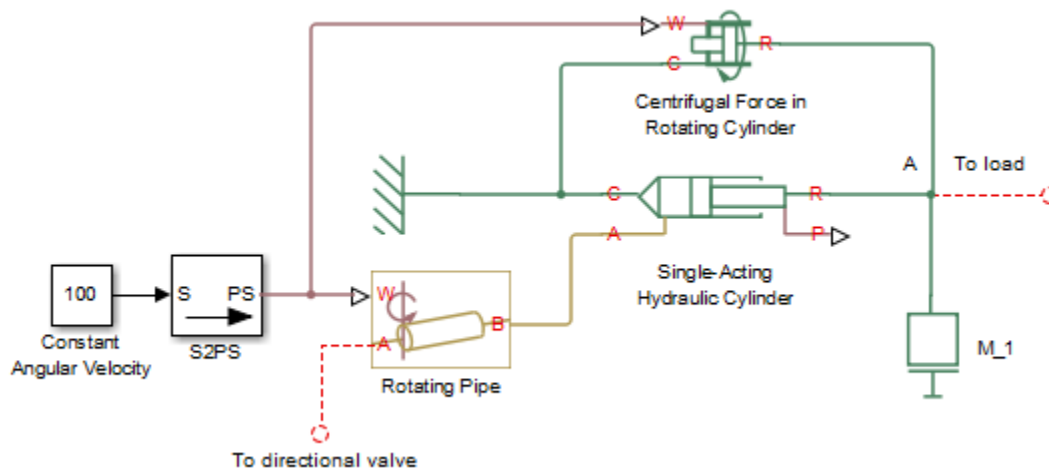 W
R
C
Centrifugal Force in
Rotating Cylinder
A
To load
C
R
A
P
Single-Acting
Hydraulic Cylinder
100
S
PS
W
B
A
M_1
Constant
Angular Velocity
S2PS
Rotating Pipe
To directional valve